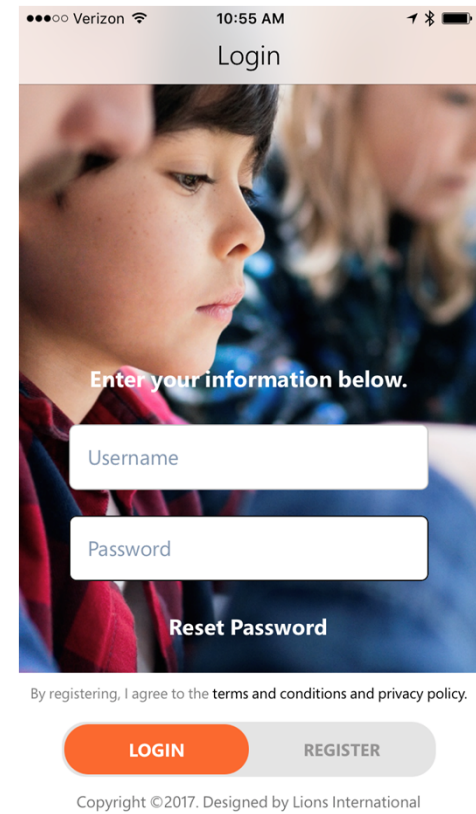 Verizon 10:55 AM
Login
Enter your information below.
Username
Password
Reset Password
By registering, I agree to the terms and conditions and privacy policy.
LOGIN REGISTER
Copyright ©2017. Designed by Lions International